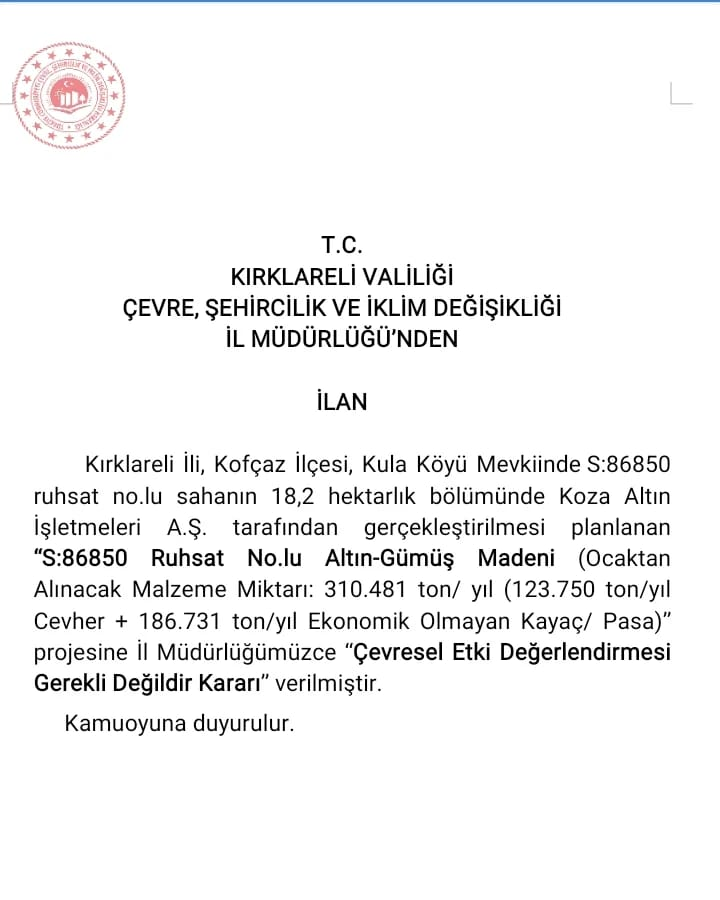 T.C.
KIRKLARELİ VALİLİĞİ
ÇEVRE, ŞEHİRCİLİK VE İKLİM DEĞİŞİKLİĞİ
İL MÜDÜRLÜĞÜ’NDEN
İLAN
Kırklareli İli, Kofçaz İlçesi, Kula Köyü Mevkiinde S:86850
ruhsat no.lu sahanın 18,2 hektarlık bölümünde Koza Altın
İşletmeleri A.Ş. tarafından gerçekleştirilmesi planlanan
“S:86850 Ruhsat No.lu Altın-Gümüş Madeni (Ocaktan
Alınacak Malzeme Miktarı: 310.481 ton/ yıl (123.750 ton/yıl
Cevher + 186.731 ton/yıl Ekonomik Olmayan Kayaç/ Pasa)”
projesine İl Müdürlüğümüzce “Çevresel Etki Değerlendirmesi
Gerekli Değildir Kararı” verilmiştir.
Kamuoyuna duyurulur.